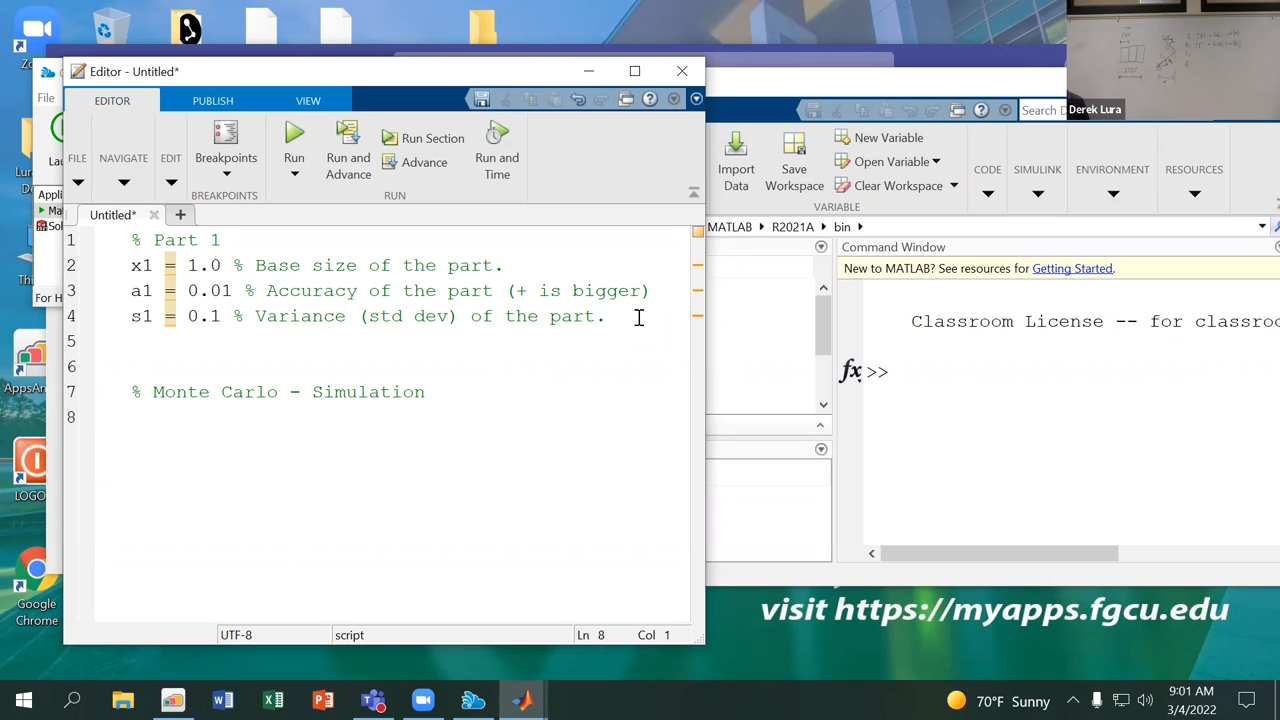 Editor - Untitled*
EDITOR
PUBLISH
VIEW
FILE
NAVIGATE
EDIT
Breakpoints
BREAKPOINTS
Run
Run and
Advance
Run Section
Advance
Run and
Time
RUN
Untitled*
1 % Part 1
2 x1 = 1.0 % Base size of the part.
3 a1 = 0.01 % Accuracy of the part (+ is bigger)
4 s1 = 0.1 % Variance (std dev) of the part.
5
6
7 % Monte Carlo - Simulation
8
UTF-8
script
Ln 8
Col 1
Derek Lura
Search D
Import
Data
Save
Workspace
New Variable
Open Variable
Clear Workspace
VARIABLE
CODE
SIMULINK
ENVIRONMENT
RESOURCES
MATLAB
R2021A
bin
Command Window
New to MATLAB? See resources for Getting Started.
Classroom License -- for classroo
fx >>
visit https://myapps.fgcu.edu
File
Appli
For H
AppsAn
LOGO
Google
Chrome
70°F Sunny
9:01 AM
3/4/2022